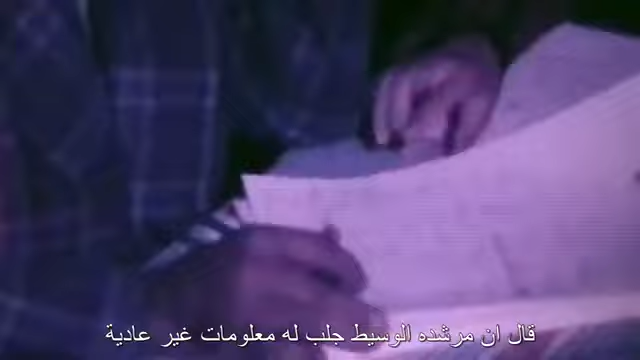 قال ان مرشده الوسيط جلب له معلومات غير عادية